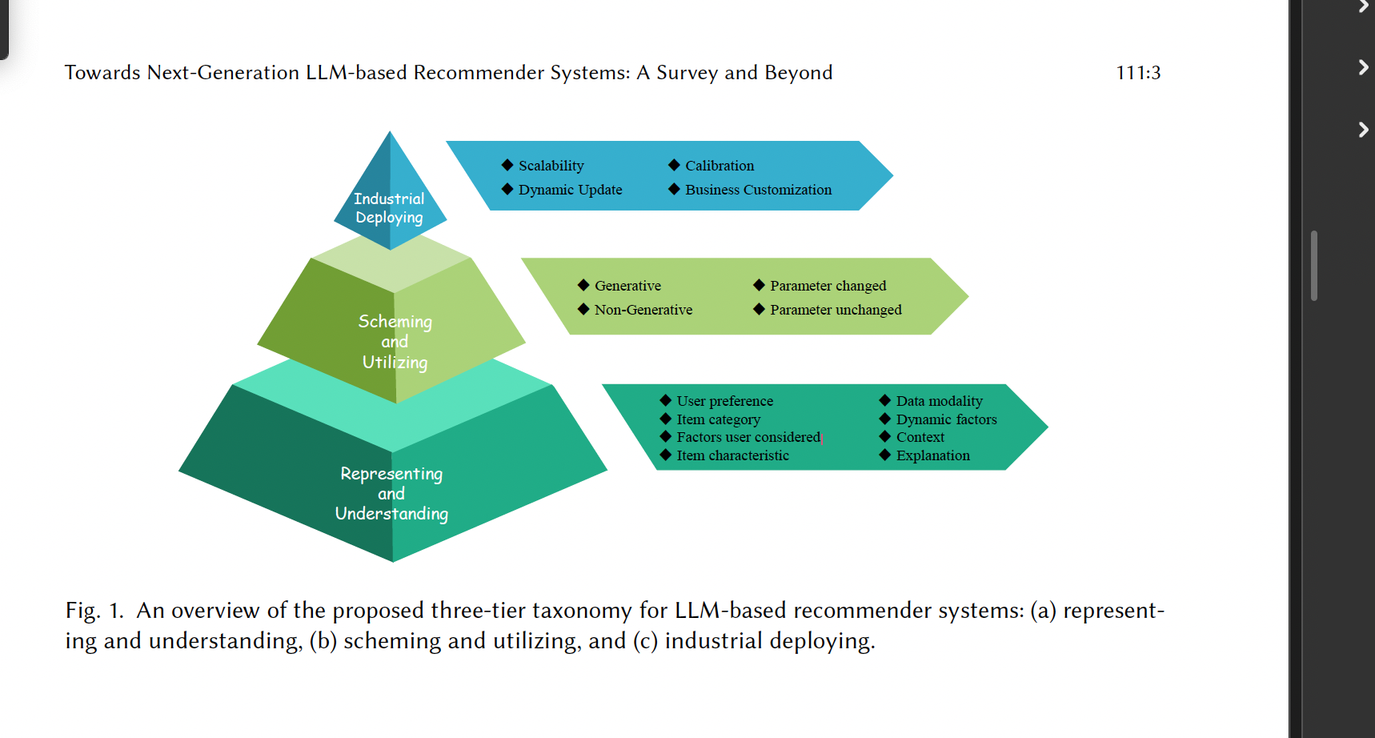 Towards Next-Generation LLM-based Recommender Systems: A Survey and Beyond 111:3
Industrial
Deploying
◆ Scalability ◆ Calibration
◆ Dynamic Update ◆ Business Customization
Scheming
and
Utilizing
◆ Generative ◆ Parameter changed
◆ Non-Generative ◆ Parameter unchanged
Representing
and
Understanding
◆ User preference ◆ Data modality
◆ Item category ◆ Dynamic factors
◆ Factors user considered ◆ Context
◆ Item characteristic ◆ Explanation
Fig. 1. An overview of the proposed three-tier taxonomy for LLM-based recommender systems: (a) represent-
ing and understanding, (b) scheming and utilizing, and (c) industrial deploying.